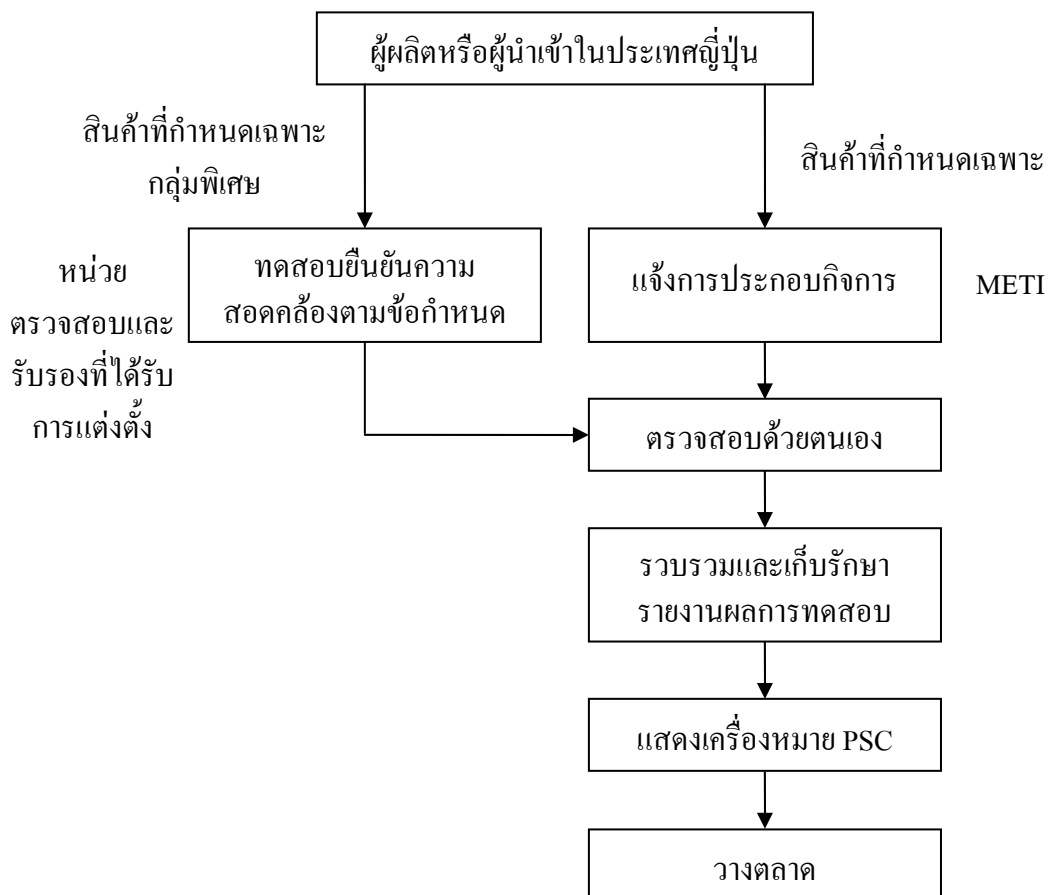 ผู้ผลิตหรือผู้นำเข้าในประเทศญี่ปุ่น
สินค้าที่กำหนดเฉพาะ
กลุ่มพิเศษ
สินค้าที่กำหนดเฉพาะ
หน่วย
ตรวจสอบและ
รับรองที่ได้รับ
การแต่งตั้ง
ทดสอบยืนยันความ
สอดคล้องตามข้อกำหนด
แจ้งการประกอบกิจการ
METI
ตรวจสอบด้วยตนเอง
รวบรวมและเก็บรักษา
รายงานผลการทดสอบ
แสดงเครื่องหมาย PSC
วางตลาด